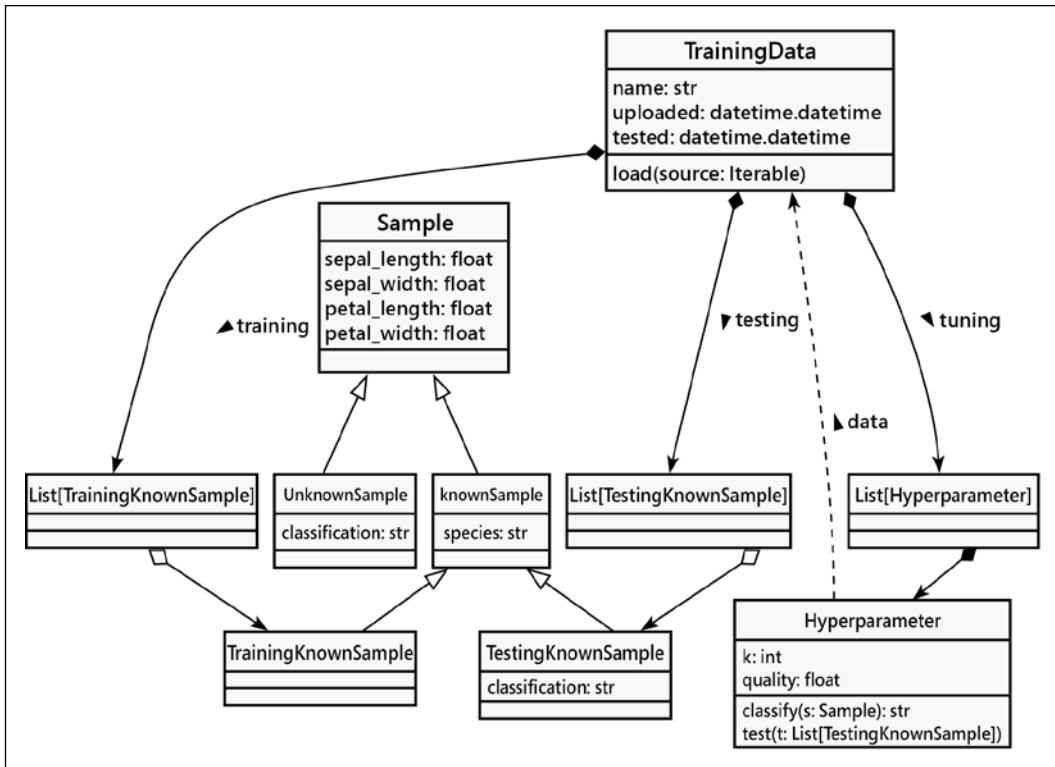 TrainingData
name: str
uploaded: datetime.datetime
tested: datetime.datetime
load(source: Iterable)
Sample
sepal_length: float
sepal_width: float
petal_length: float
petal_width: float
training
testing
tuning
data
List[TrainingKnownSample]
UnknownSample
classification: str
knownSample
species: str
List[TestingKnownSample]
List[Hyperparameter]
TrainingKnownSample
TestingKnownSample
classification: str
Hyperparameter
k: int
quality: float
classify(s: Sample): str
test(t: List[TestingKnownSample])